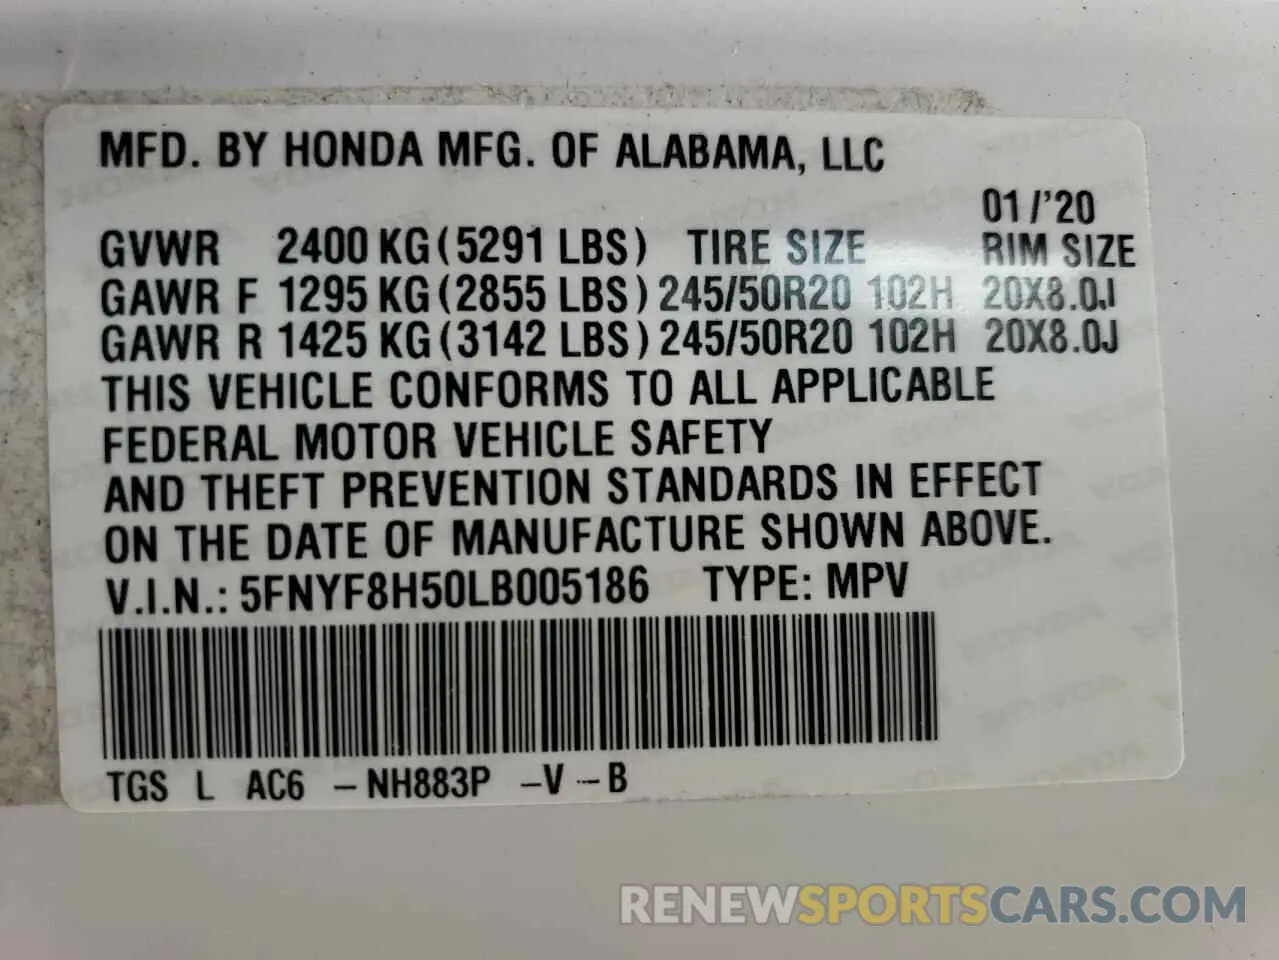 MFD. BY HONDA MFG. OF ALABAMA, LLC
01/'20
GVWR 2400 KG (5291 LBS) TIRE SIZE RIM SIZE
GAWR F 1295 KG (2855 LBS) 245/50R20 102H 20X8.0J
GAWR R 1425 KG (3142 LBS) 245/50R20 102H 20X8.0J
THIS VEHICLE CONFORMS TO ALL APPLICABLE
FEDERAL MOTOR VEHICLE SAFETY
AND THEFT PREVENTION STANDARDS IN EFFECT
ON THE DATE OF MANUFACTURE SHOWN ABOVE.
V.I.N.: 5FNYF8H50LB005186 TYPE: MPV
TGS L AC6 -NH883P -V --B
RENEWSPORTSCARS.COM